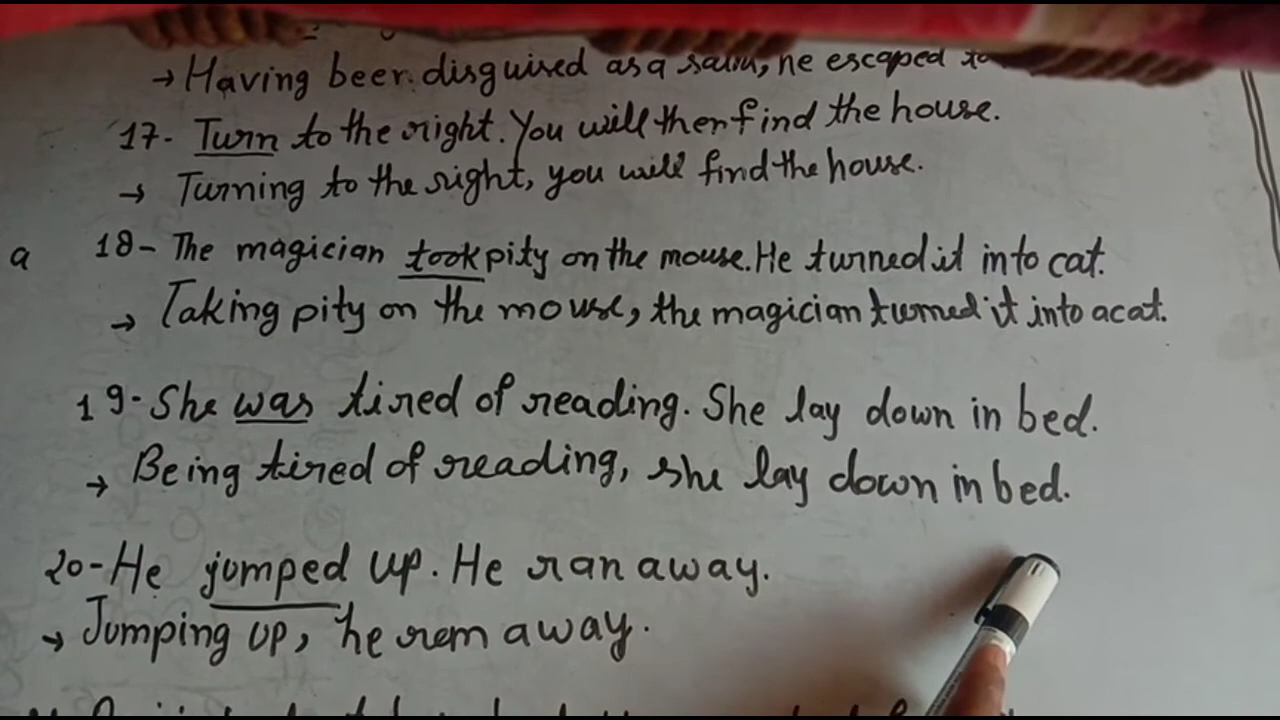 → Having been disguised as a sadhu, he escaped
17- Turn to the right. You will then find the house.
→ Turning to the right, you will find the house.
a 18- The magician took pity on the mouse. He turned it into cat.
→ Taking pity on the mouse, the magician turned it into a cat.
19- She was tired of reading. She lay down in bed.
→ Being tired of reading, she lay down in bed.
20- He jumped up. He ran away.
→ Jumping up, he ran away.